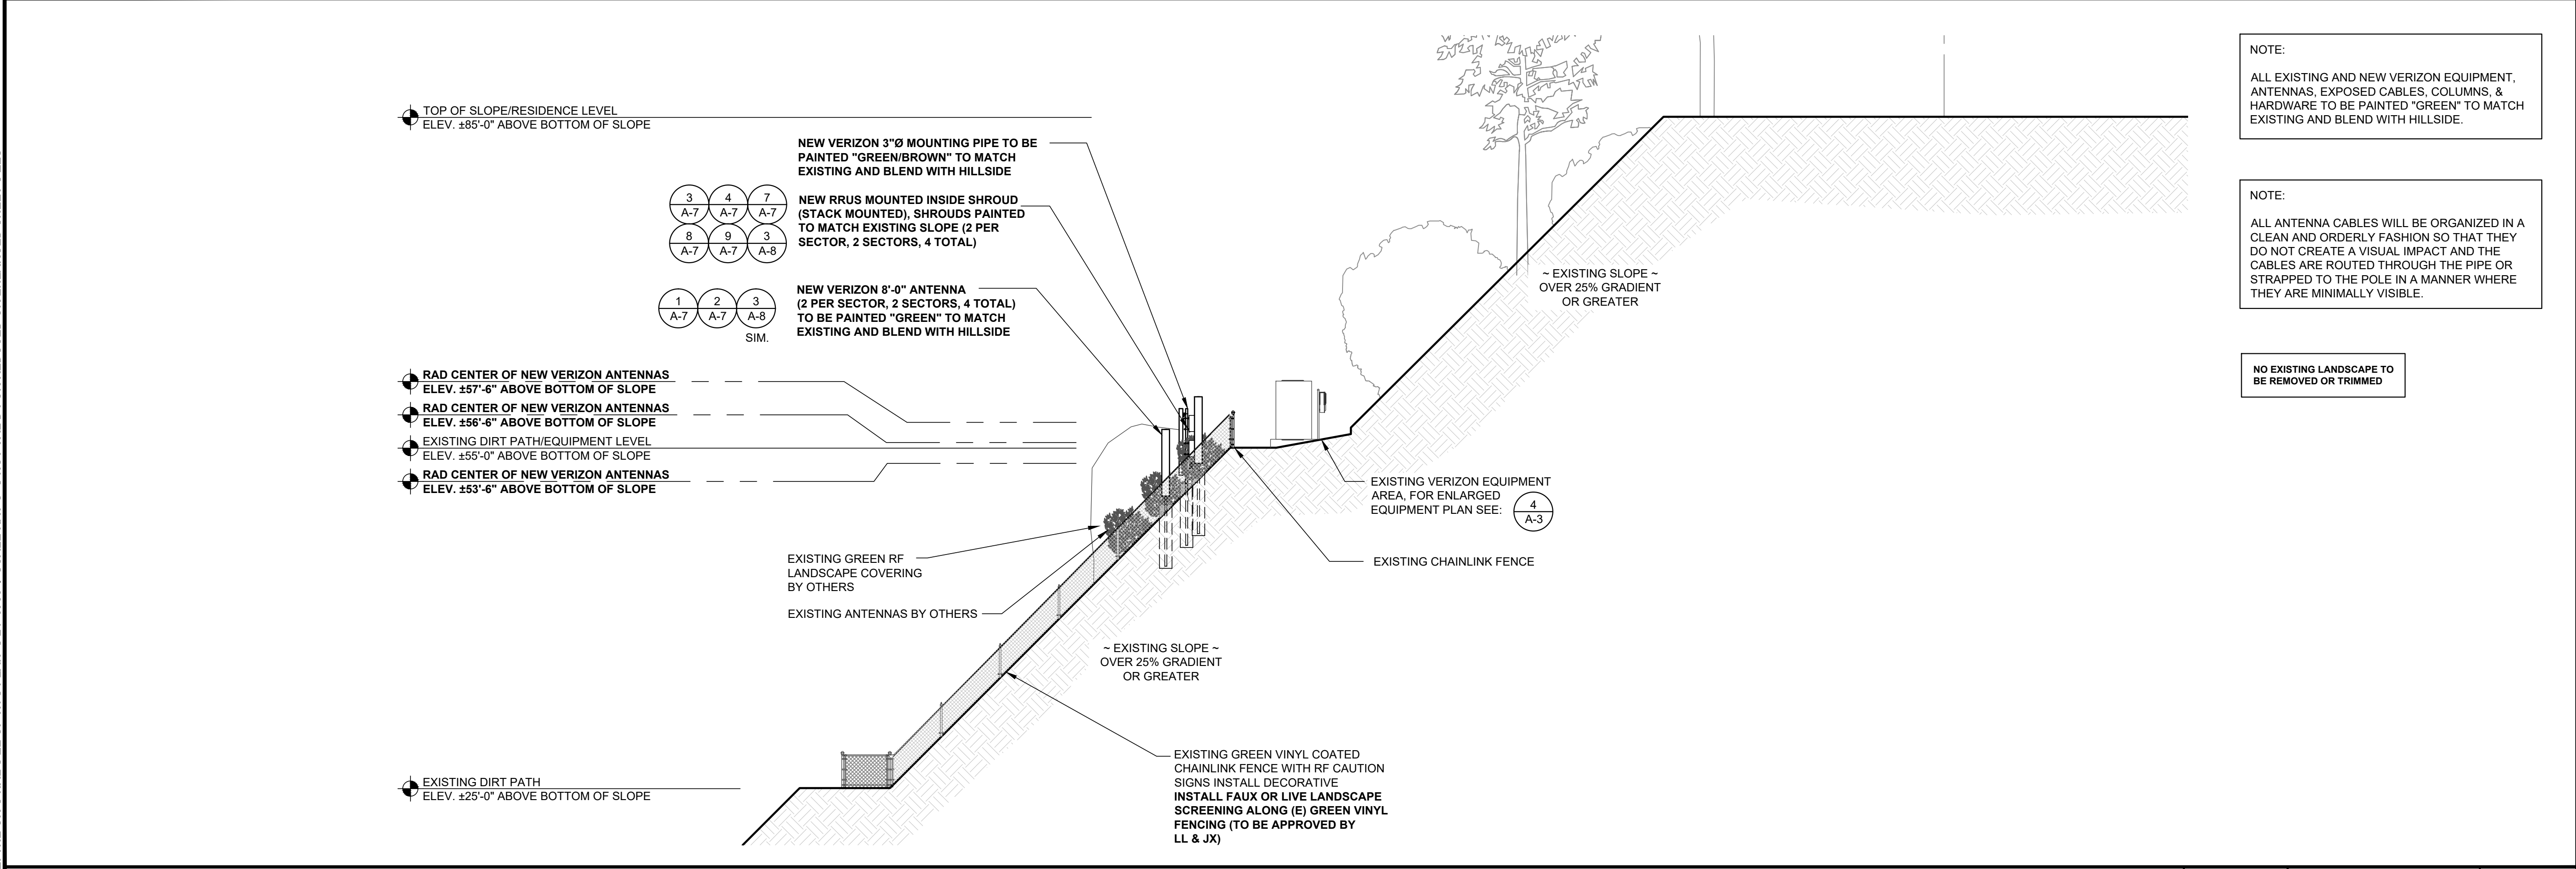 TOP OF SLOPE/RESIDENCE LEVEL
ELEV. ±85'-0" ABOVE BOTTOM OF SLOPE
NEW VERIZON 3"Ø MOUNTING PIPE TO BE
PAINTED "GREEN/BROWN" TO MATCH
EXISTING AND BLEND WITH HILLSIDE
3 4 7
A-7 A-7 A-7
8 9 3
A-7 A-7 A-8
NEW RRUS MOUNTED INSIDE SHROUD
(STACK MOUNTED), SHROUDS PAINTED
TO MATCH EXISTING SLOPE (2 PER
SECTOR, 2 SECTORS, 4 TOTAL)
1 2 3
A-7 A-7 A-8
SIM.
NEW VERIZON 8'-0" ANTENNA
(2 PER SECTOR, 2 SECTORS, 4 TOTAL)
TO BE PAINTED "GREEN" TO MATCH
EXISTING AND BLEND WITH HILLSIDE
RAD CENTER OF NEW VERIZON ANTENNAS
ELEV. ±57'-6" ABOVE BOTTOM OF SLOPE
RAD CENTER OF NEW VERIZON ANTENNAS
ELEV. ±56'-6" ABOVE BOTTOM OF SLOPE
EXISTING DIRT PATH/EQUIPMENT LEVEL
ELEV. ±55'-0" ABOVE BOTTOM OF SLOPE
RAD CENTER OF NEW VERIZON ANTENNAS
ELEV. ±53'-6" ABOVE BOTTOM OF SLOPE
EXISTING GREEN RF
LANDSCAPE COVERING
BY OTHERS
EXISTING ANTENNAS BY OTHERS
EXISTING DIRT PATH
ELEV. ±25'-0" ABOVE BOTTOM OF SLOPE
~ EXISTING SLOPE ~
OVER 25% GRADIENT
OR GREATER
EXISTING VERIZON EQUIPMENT
AREA, FOR ENLARGED
EQUIPMENT PLAN SEE:
4
A-3
EXISTING CHAINLINK FENCE
~ EXISTING SLOPE ~
OVER 25% GRADIENT
OR GREATER
EXISTING GREEN VINYL COATED
CHAINLINK FENCE WITH RF CAUTION
SIGNS INSTALL DECORATIVE
INSTALL FAUX OR LIVE LANDSCAPE
SCREENING ALONG (E) GREEN VINYL
FENCING (TO BE APPROVED BY
LL & JX)
NOTE:
ALL EXISTING AND NEW VERIZON EQUIPMENT,
ANTENNAS, EXPOSED CABLES, COLUMNS, &
HARDWARE TO BE PAINTED "GREEN" TO MATCH
EXISTING AND BLEND WITH HILLSIDE.
NOTE:
ALL ANTENNA CABLES WILL BE ORGANIZED IN A
CLEAN AND ORDERLY FASHION SO THAT THEY
DO NOT CREATE A VISUAL IMPACT AND THE
CABLES ARE ROUTED THROUGH THE PIPE OR
STRAPPED TO THE POLE IN A MANNER WHERE
THEY ARE MINIMALLY VISIBLE.
NO EXISTING LANDSCAPE TO
BE REMOVED OR TRIMMED